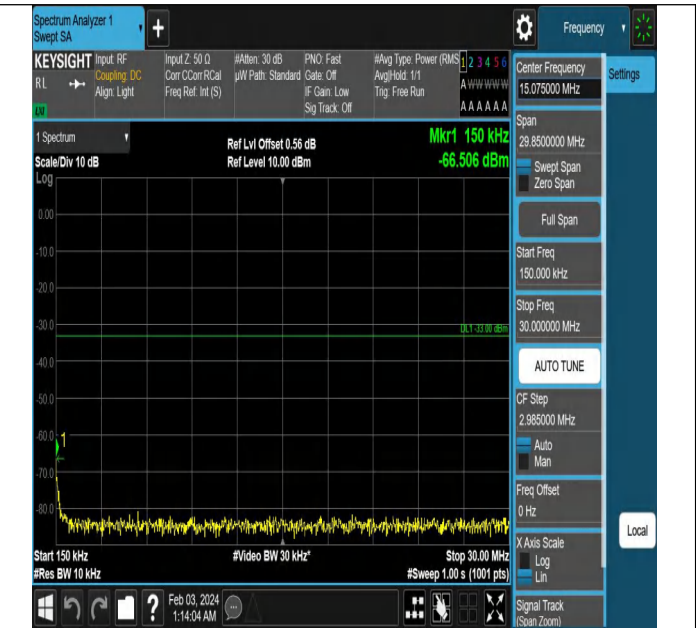 Spectrum Analyzer 1
Swept SA
+
Frequency
KEYSIGHT
RL
LXI
Input: RF
Coupling: DC
Align: Light
Input Z: 50 Ω
Corr CCorr RCal
Freq Ref: Int (S)
#Atten: 30 dB
µW Path: Standard
PNO: Fast
Gate: Off
IF Gain: Low
Sig Track: Off
#Avg Type: Power (RMS
Avg|Hold: 1/1
Trig: Free Run
1 2 3 4 5 6
A W W W W W
A A A A A A
1 Spectrum
Scale/Div 10 dB
Log
Ref Lvl Offset 0.56 dB
Ref Level 10.00 dBm
Mkr1 150 kHz
-66.506 dBm
0.00
-10.0
-20.0
-30.0
DL1 -33.00 dBm
-40.0
-50.0
-60.0
1
-70.0
-80.0
Start 150 kHz
#Res BW 10 kHz
#Video BW 30 kHz*
Stop 30.00 MHz
#Sweep 1.00 s (1001 pts)
?
Feb 03, 2024
1:14:04 AM
Center Frequency
15.075000 MHz
Settings
Span
29.8500000 MHz
Swept Span
Zero Span
Full Span
Start Freq
150.000 kHz
Stop Freq
30.000000 MHz
AUTO TUNE
CF Step
2.985000 MHz
Auto
Man
Freq Offset
0 Hz
X Axis Scale
Log
Lin
Local
Signal Track
(Span Zoom)